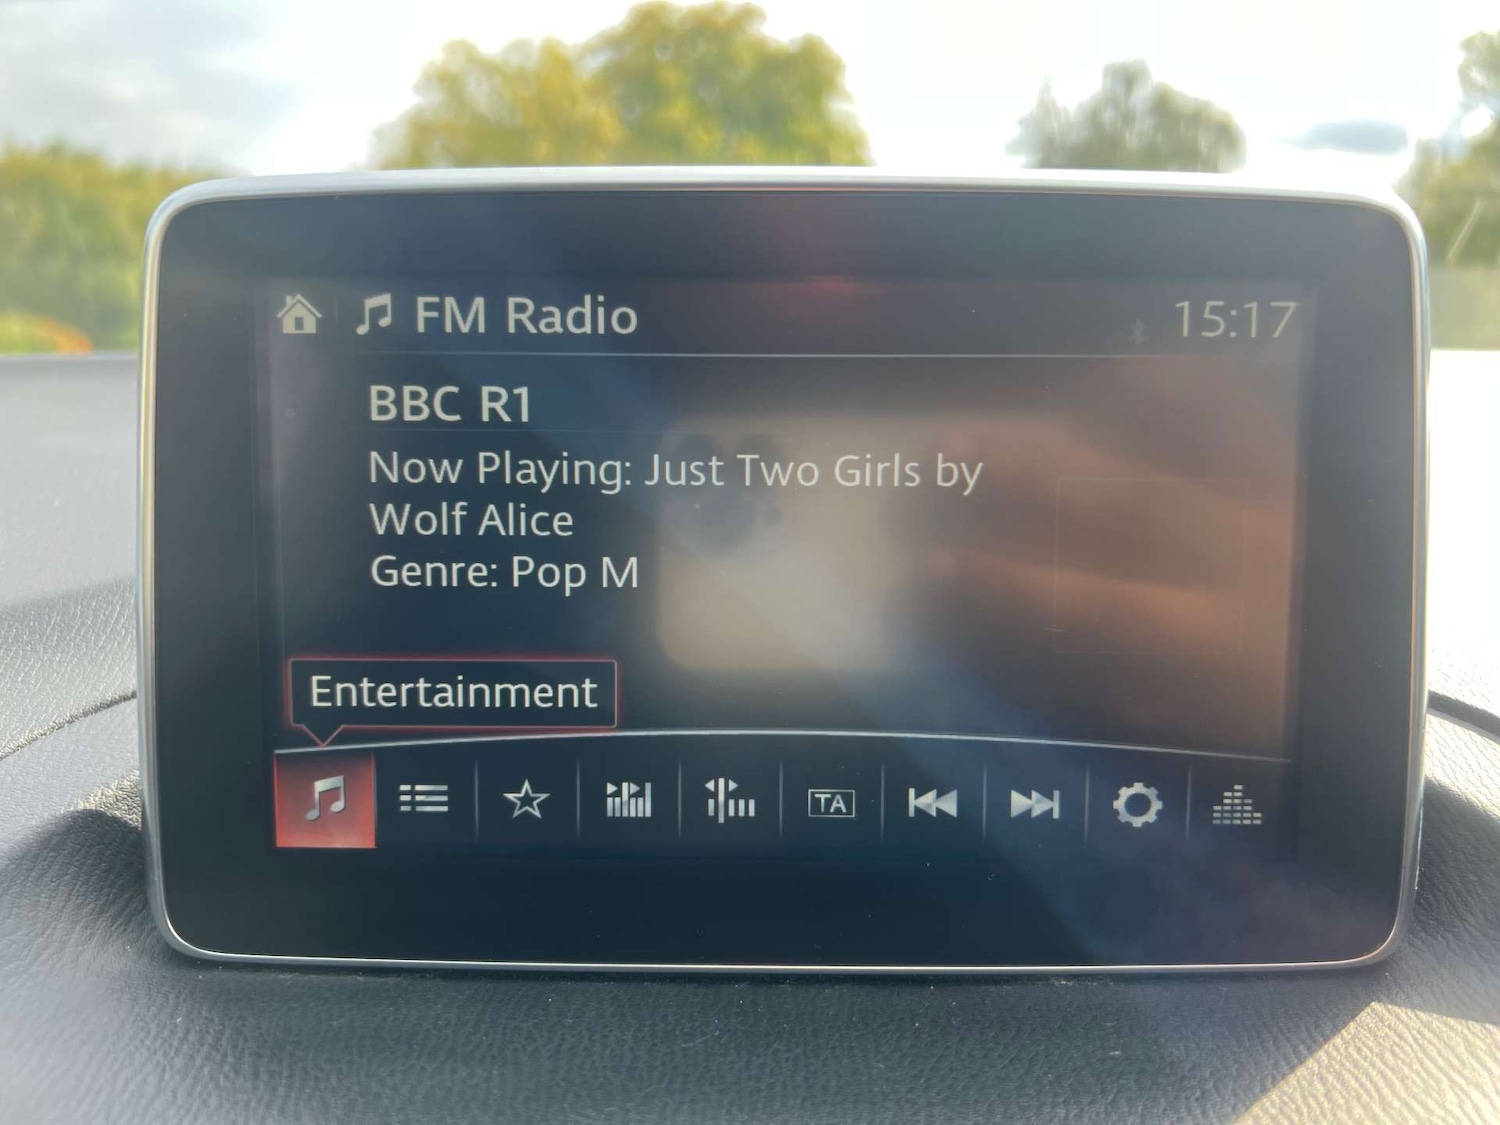 FM Radio
15:17
BBC R1
Now Playing: Just Two Girls by
Wolf Alice
Genre: Pop M
Entertainment
TA